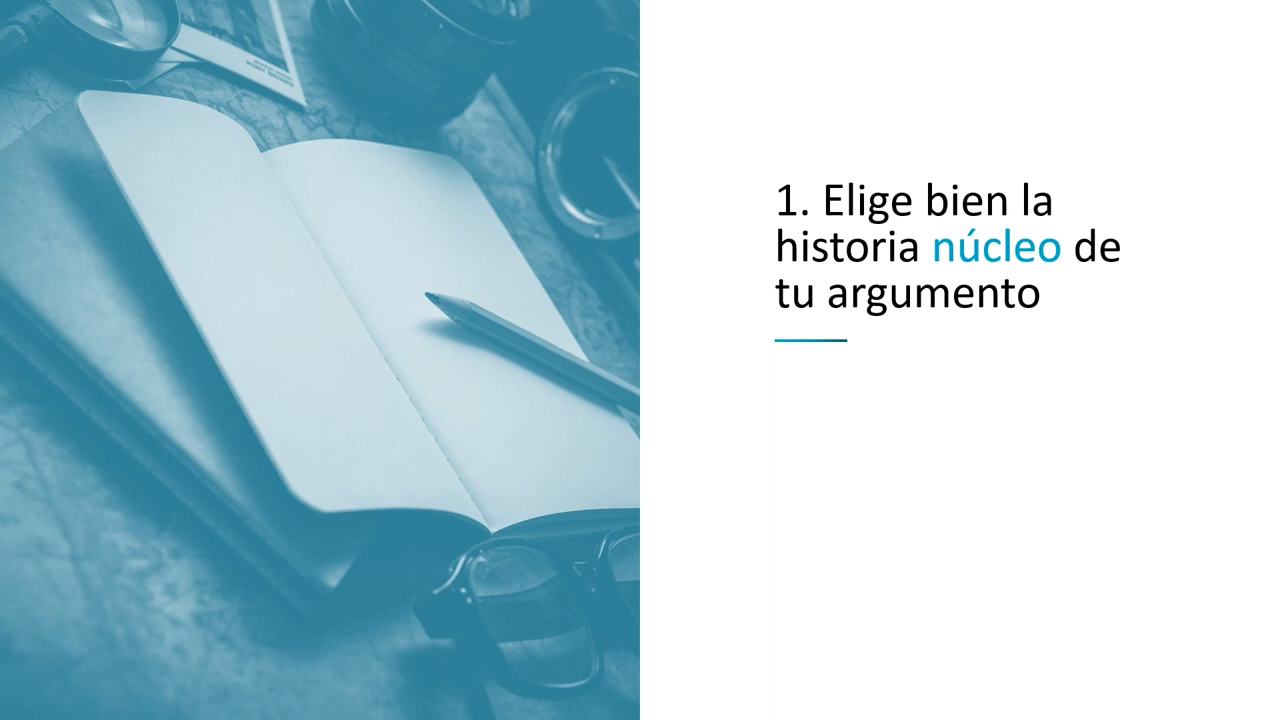 1. Elige bien la
historia núcleo de
tu argumento